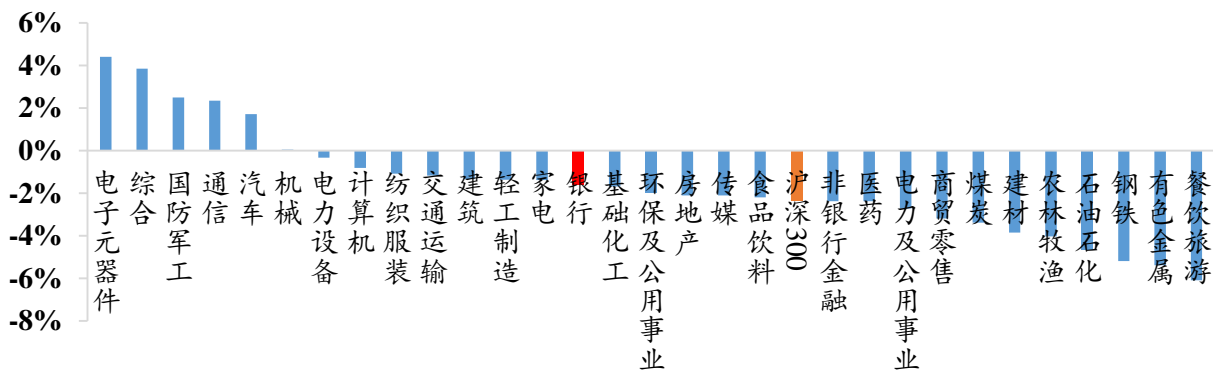 6%
4%
2%
0%
-2%
-4%
-6%
-8%
电子元器件
综合
国防军工
通信
汽车
机械
电力设备
计算机
纺织服装
交通运输
建筑
轻工制造
家电
银行
基础化工
环保及公用事业
房地产
传媒
食品饮料
沪深300
非银行金融
医药
电力及公用事业
商贸零售
煤炭
建材
农林牧渔
石油石化
钢铁
有色金属
餐饮旅游